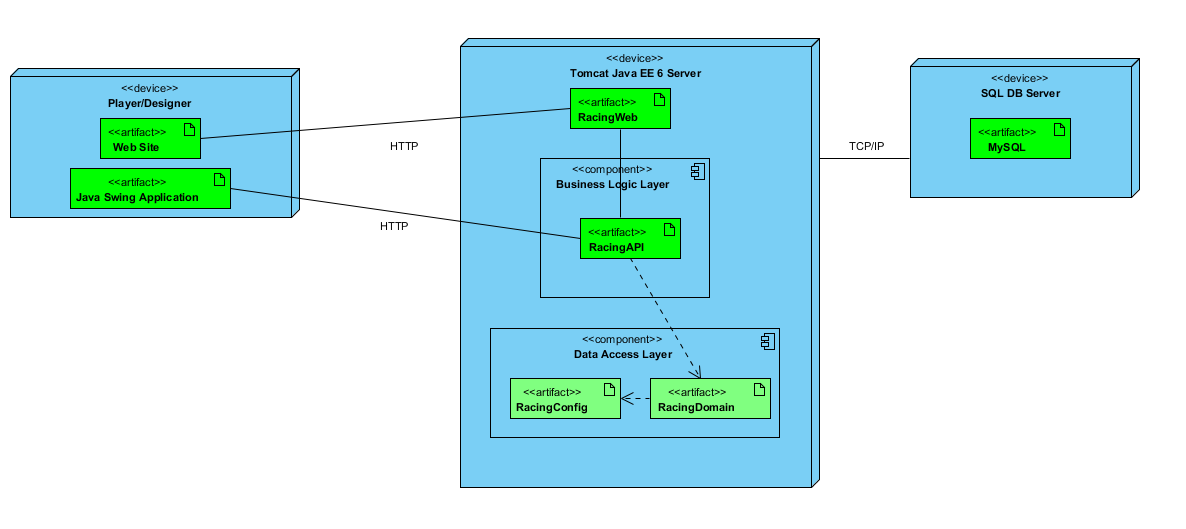 <<device>>
Player/Designer
<<artifact>>
Web Site
<<artifact>>
Java Swing Application
HTTP
HTTP
<<device>>
Tomcat Java EE 6 Server
<<artifact>>
RacingWeb
<<component>>
Business Logic Layer
<<artifact>>
RacingAPI
<<component>>
Data Access Layer
<<artifact>>
RacingConfig
<<artifact>>
RacingDomain
TCP/IP
<<device>>
SQL DB Server
<<artifact>>
MySQL